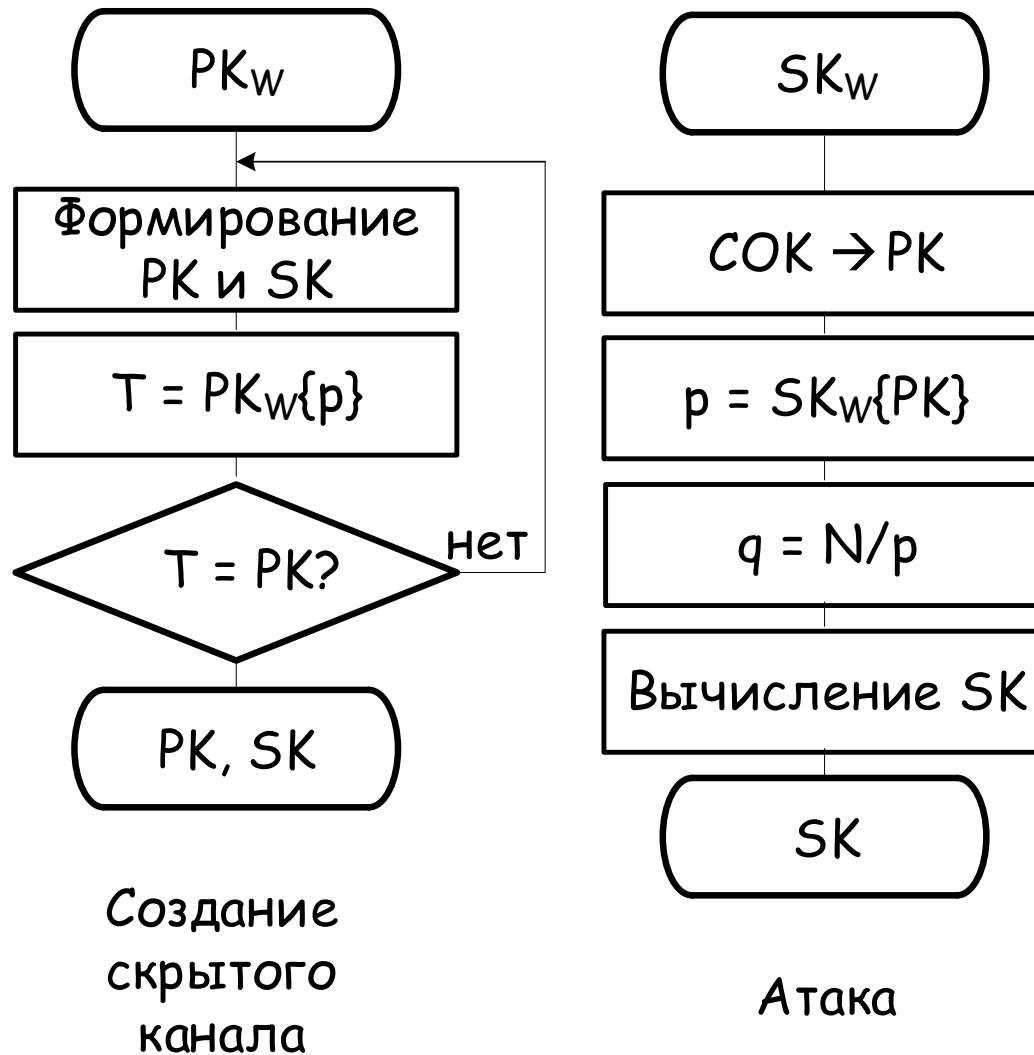 PKW
Формирование
PK и SK
T = PKW{p}
T = PK?
нет
PK, SK
Создание
скрытого
канала
SKW
СОК → PK
p = SKW{PK}
q = N/p
Вычисление SK
SK
Атака